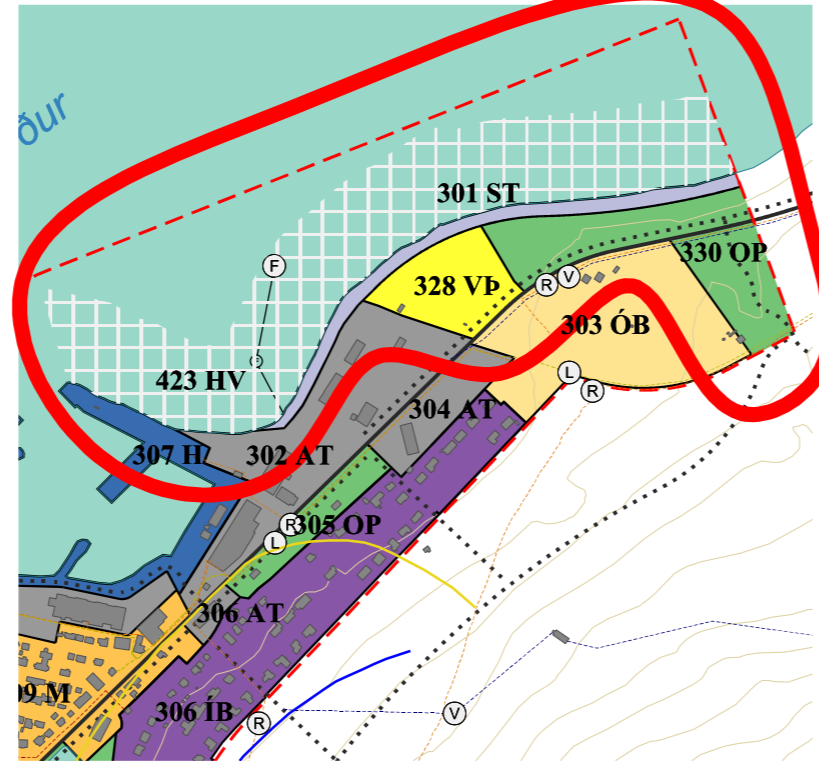 ður
301 ST
330 OP
F
328 VÞ
R
V
303 ÓB
F
423 HV
L
R
304 AT
307 H
302 AT
R
305 OP
L
306 AT
09 M
306 ÍB
R
V